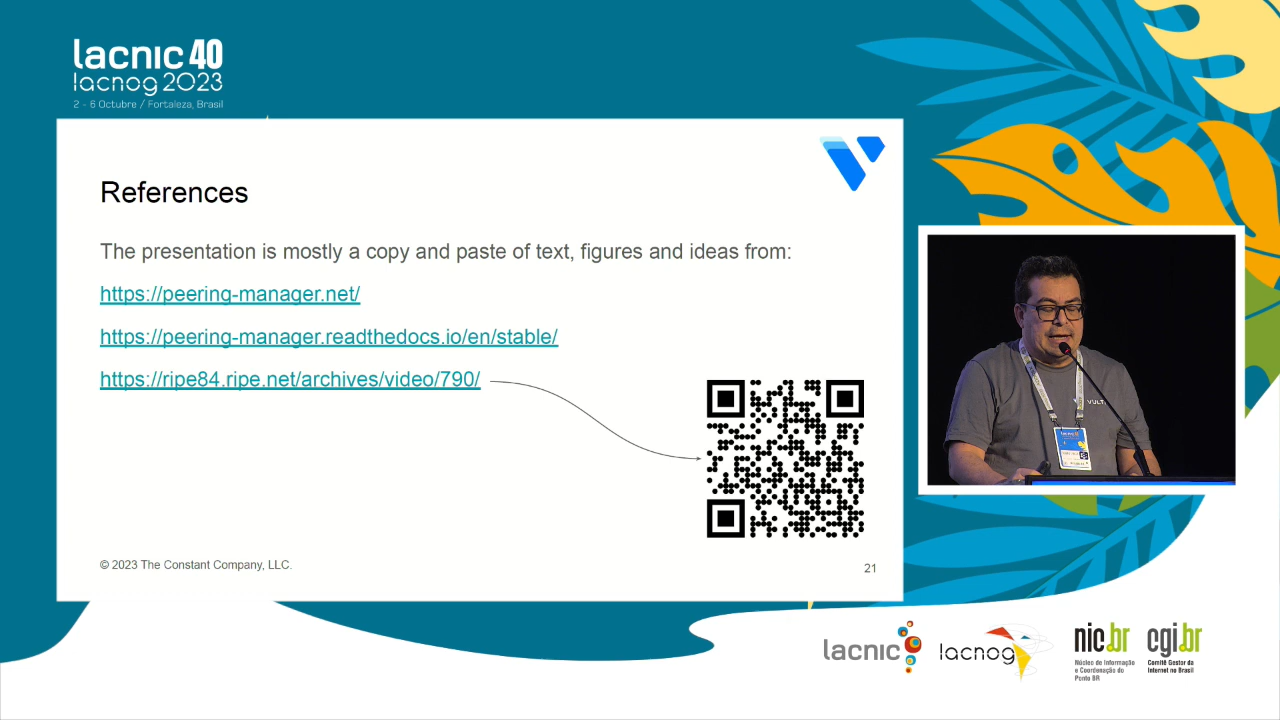 lacnic 40
lacnog 2023
2 - 6 Octubre / Fortaleza, Brasil
References
The presentation is mostly a copy and paste of text, figures and ideas from:
https://peering-manager.net/
https://peering-manager.readthedocs.io/en/stable/
https://ripe84.ripe.net/archives/video/790/
© 2023 The Constant Company, LLC.
21
lacnic
lacnog
nic.br
Núcleo de Informação
e Coordenação do
Ponto BR
cgi.br
Comitê Gestor da
Internet no Brasil